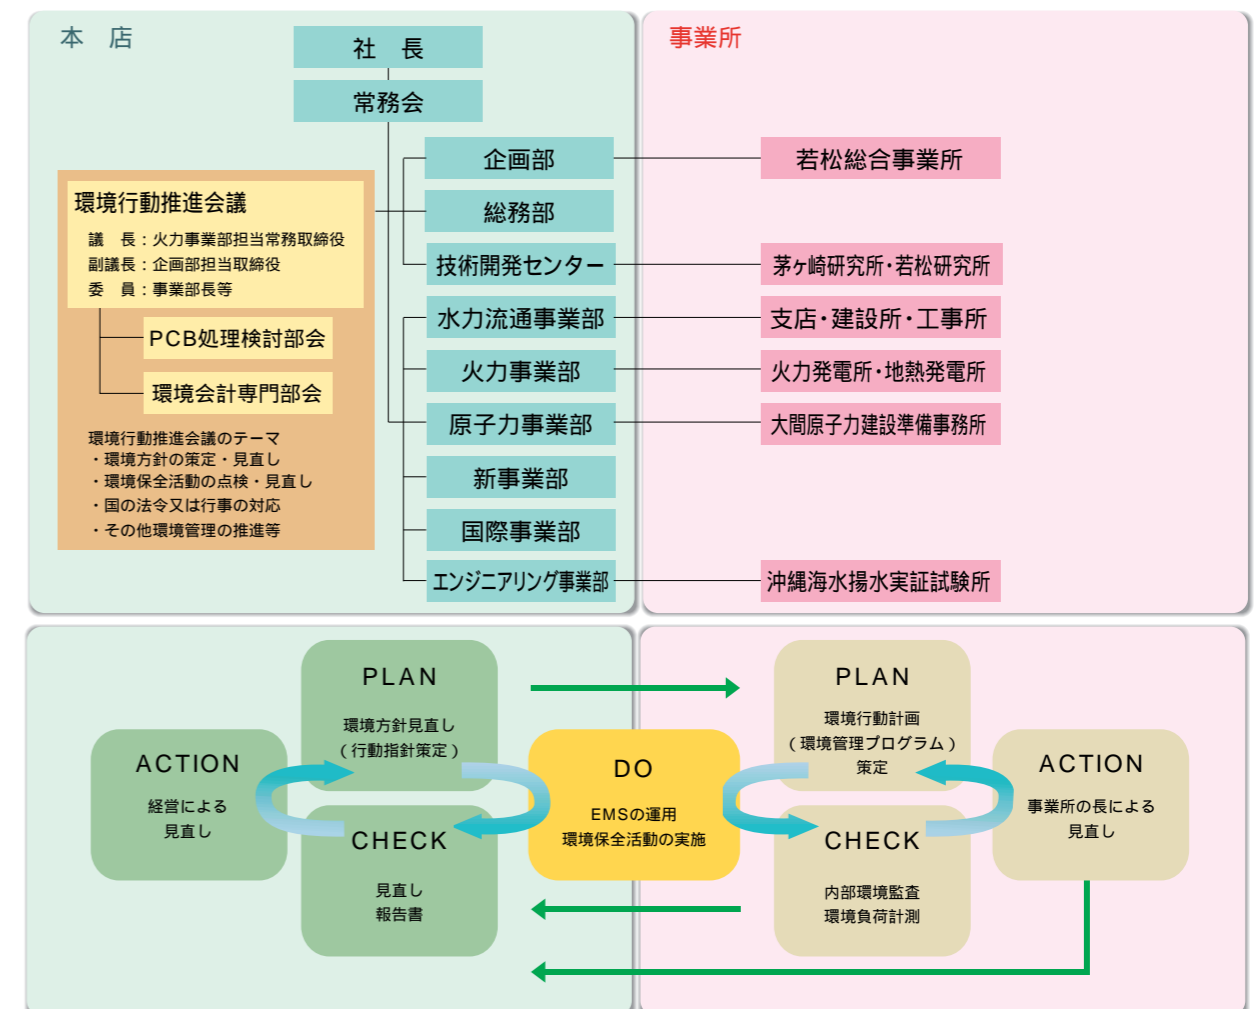 本　店
社　長
常務会
企画部
総務部
技術開発センター
水力流通事業部
火力事業部
原子力事業部
新事業部
国際事業部
エンジニアリング事業部
環境行動推進会議
議　長：火力事業部担当常務取締役
副議長：企画部担当取締役
委　員：事業部長等
PCB処理検討部会
環境会計専門部会
環境行動推進会議のテーマ
・環境方針の策定・見直し
・環境保全活動の点検・見直し
・国の法令又は行事の対応
・その他環境管理の推進等
事業所
若松総合事業所
茅ヶ崎研究所・若松研究所
支店・建設所・工事所
火力発電所・地熱発電所
大間原子力建設準備事務所
沖縄海水揚水実証試験所
PLAN
環境方針見直し
（行動指針策定）
ACTION
経営による
見直し
CHECK
見直し
報告書
DO
EMSの運用
環境保全活動の実施
PLAN
環境行動計画
（環境管理プログラム）
策定
CHECK
内部環境監査
環境負荷計測
ACTION
事業所の長による
見直し